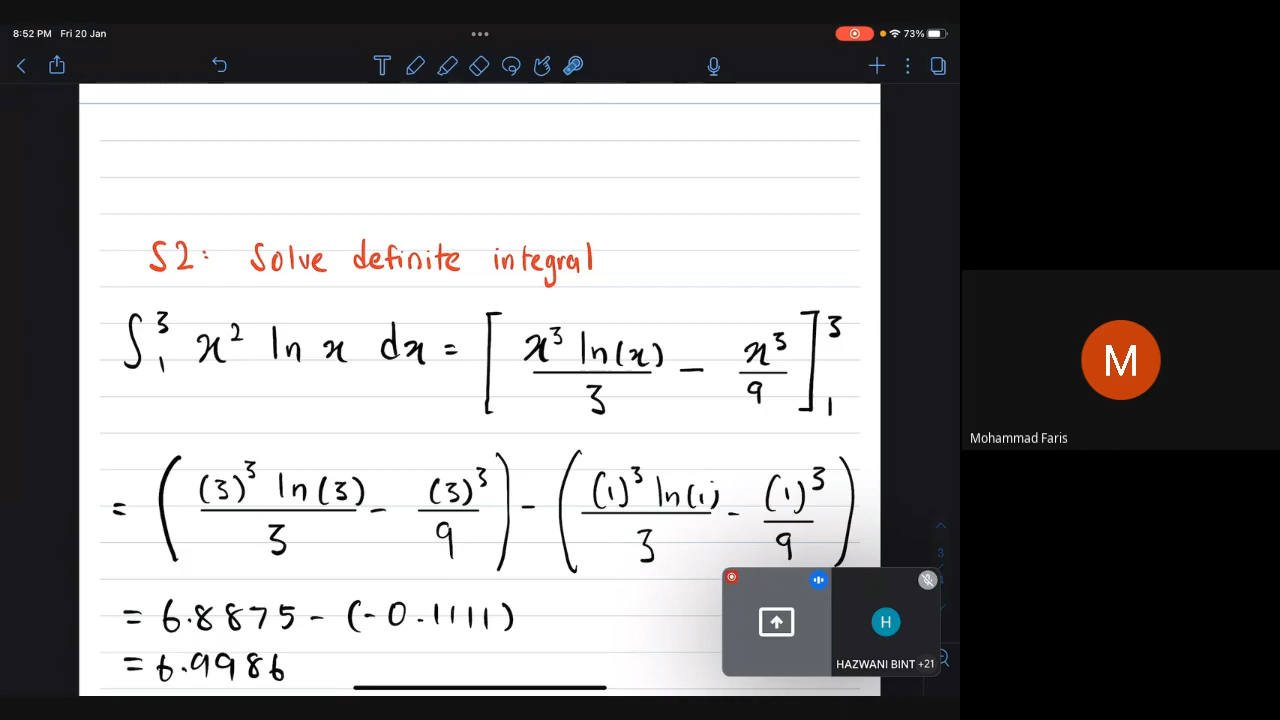 8:52 PM Fri 20 Jan
73%
S2: Solve definite integral
∫₁³ x² ln x dx = [ x³ ln(x)/3 − x³/9 ]₁³
= ( (3)³ ln(3)/3 − (3)³/9 ) − ( (1)³ ln(1)/3 − (1)³/9 )
= 6.8875 − (−0.1111)
= 6.9986
M
Mohammad Faris
H
HAZWANI BINT +21
3